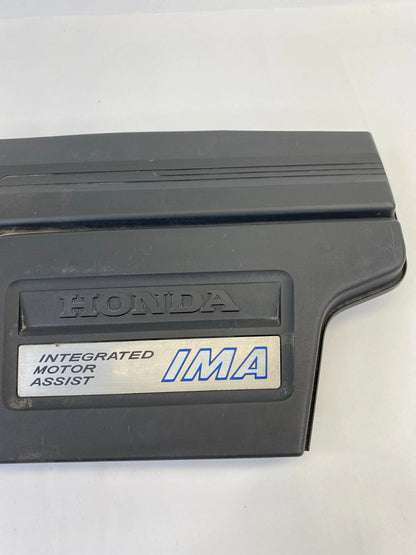 HONDA
INTEGRATED
MOTOR
ASSIST
IMA